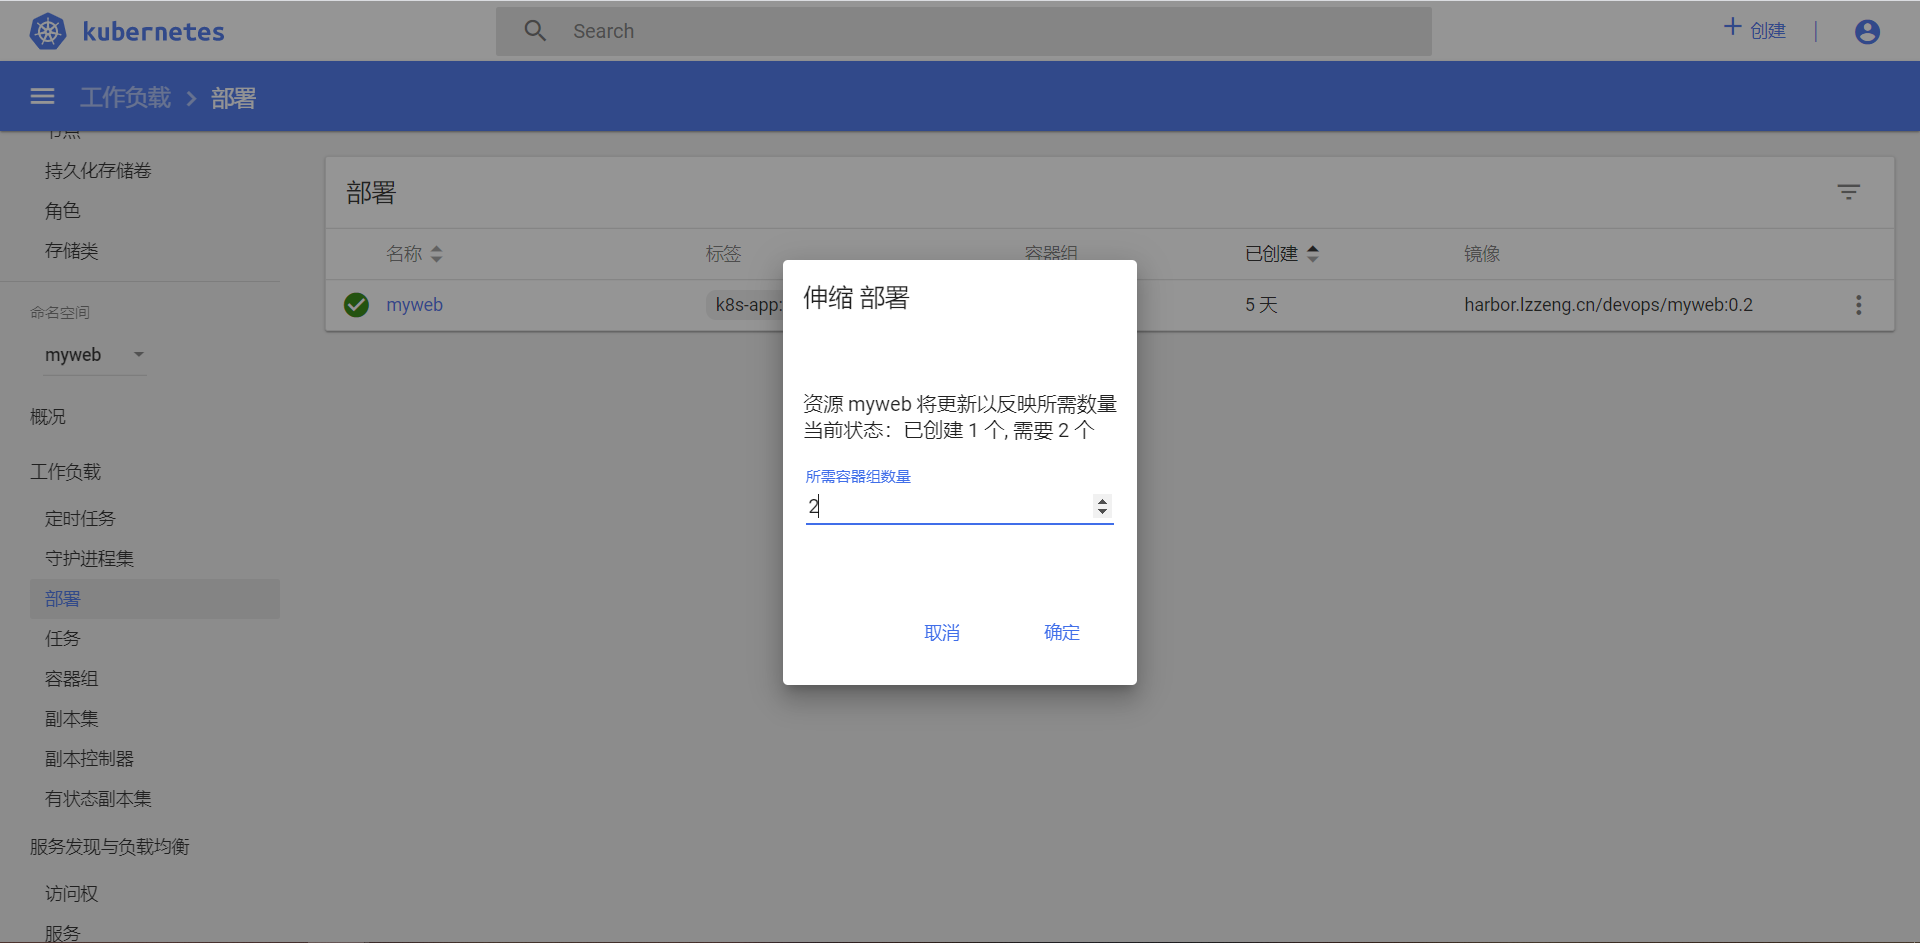 kubernetes
Search
创建
工作负载
部署
节点
持久化存储卷
角色
存储类
命名空间
myweb
概况
工作负载
定时任务
守护进程集
部署
任务
容器组
副本集
副本控制器
有状态副本集
服务发现与负载均衡
访问权
服务
部署
名称 标签 容器组 已创建 镜像
myweb k8s-app: 5 天 harbor.lzzeng.cn/devops/myweb:0.2
伸缩 部署
资源 myweb 将更新以反映所需数量
当前状态：已创建 1 个, 需要 2 个
所需容器组数量
2
取消 确定